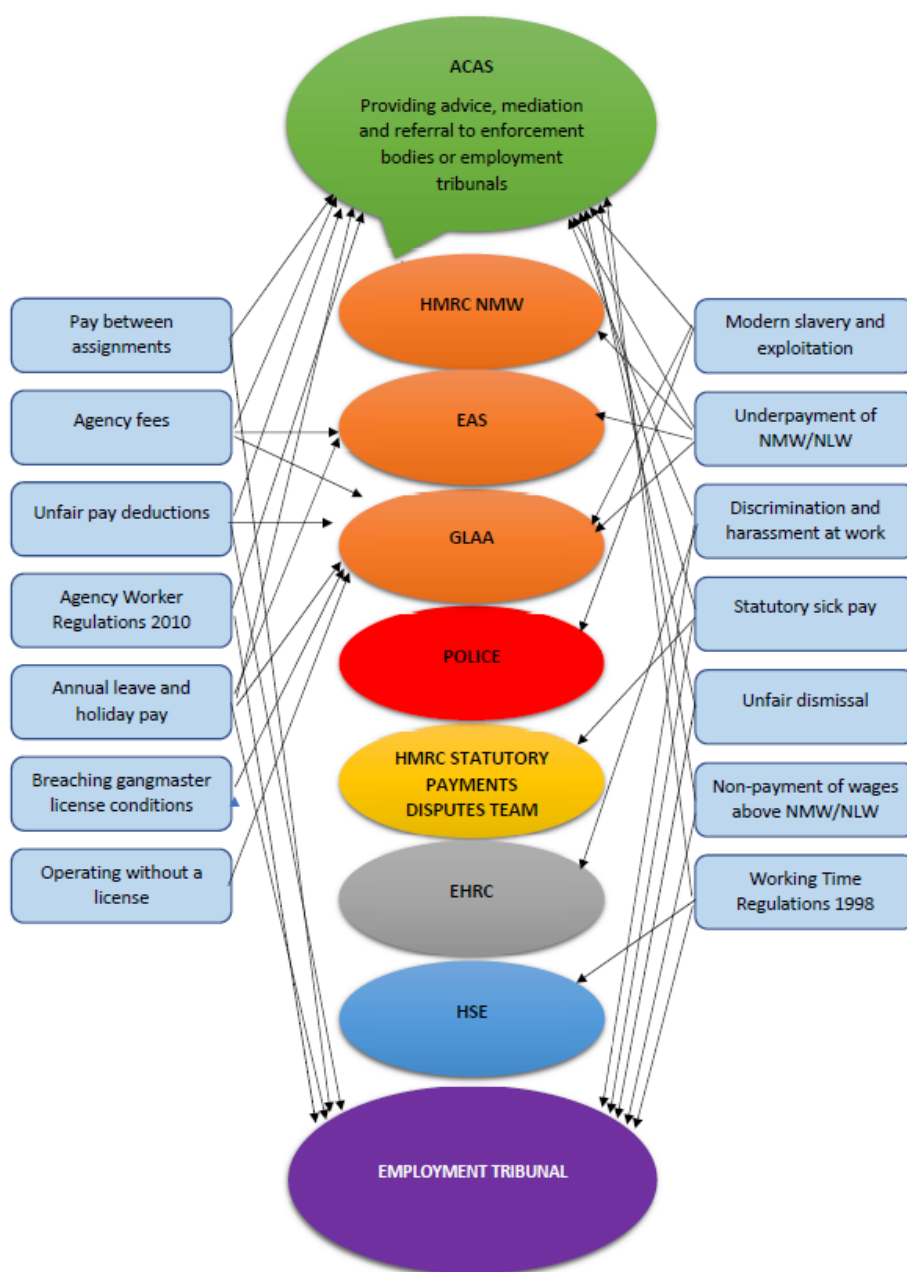 ACAS
Providing advice, mediation
and referral to enforcement
bodies or employment
tribunals
HMRC NMW
EAS
GLAA
POLICE
HMRC STATUTORY
PAYMENTS
DISPUTES TEAM
EHRC
HSE
EMPLOYMENT TRIBUNAL
Pay between
assignments
Agency fees
Unfair pay deductions
Agency Worker
Regulations 2010
Annual leave and
holiday pay
Breaching gangmaster
license conditions
Operating without a
license
Modern slavery and
exploitation
Underpayment of
NMW/NLW
Discrimination and
harassment at work
Statutory sick pay
Unfair dismissal
Non-payment of wages
above NMW/NLW
Working Time
Regulations 1998